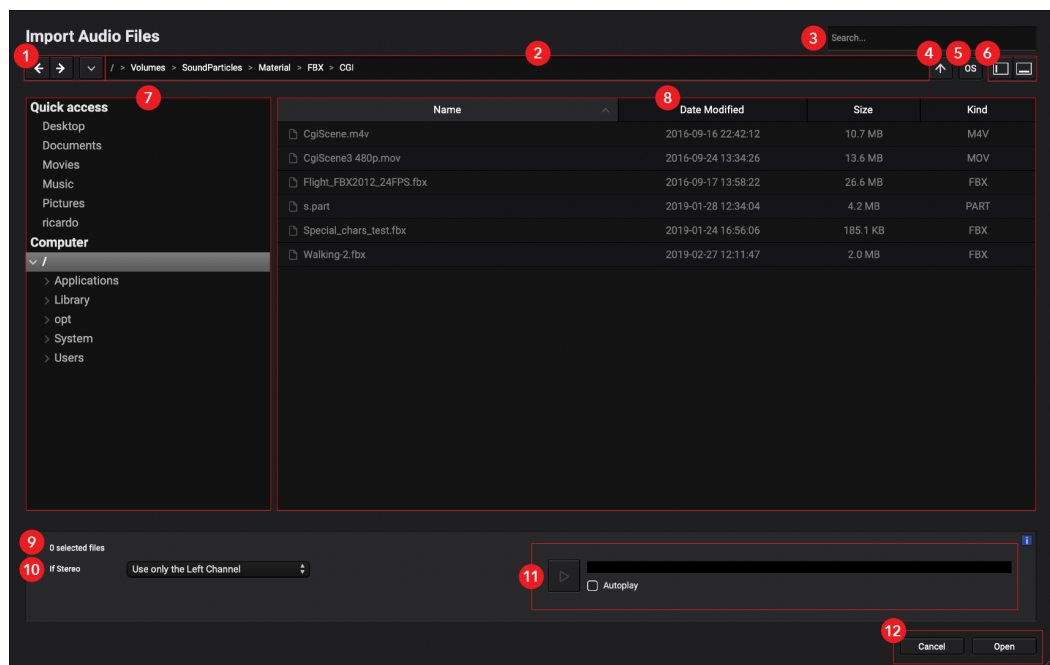 Import Audio Files
3 Search...
1 2 4 5 6
/ > Volumes > SoundParticles > Material > FBX > CGI OS
7 8
Quick access
Desktop
Documents
Movies
Music
Pictures
ricardo
Computer
/
Applications
Library
opt
System
Users
Name Date Modified Size Kind
CgiScene.m4v 2016-09-16 22:42:12 10.7 MB M4V
CgiScene3 480p.mov 2016-09-24 13:34:26 13.6 MB MOV
Flight_FBX2012_24FPS.fbx 2016-09-17 13:58:22 26.6 MB FBX
s.part 2019-01-28 12:34:04 4.2 MB PART
Special_chars_test.fbx 2019-01-24 16:56:06 185.1 KB FBX
Walking-2.fbx 2019-02-27 12:11:47 2.0 MB FBX
9 0 selected files
i
10 If Stereo Use only the Left Channel
11 Autoplay
12
Cancel Open